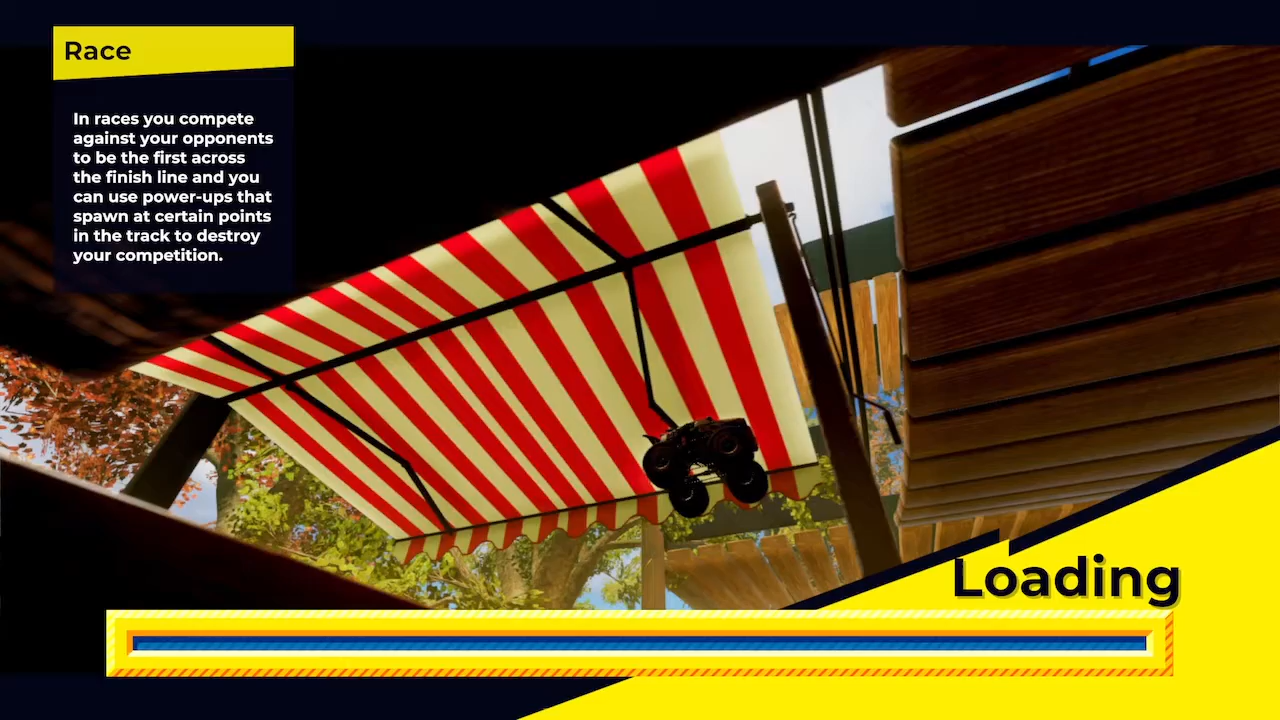 Race
In races you compete
against your opponents
to be the first across
the finish line and you
can use power-ups that
spawn at certain points
in the track to destroy
your competition.
Loading